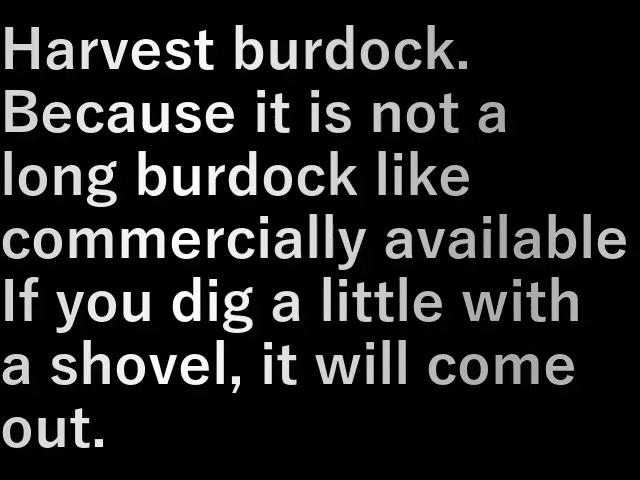 Harvest burdock.
Because it is not a
long burdock like
commercially available
If you dig a little with
a shovel, it will come
out.